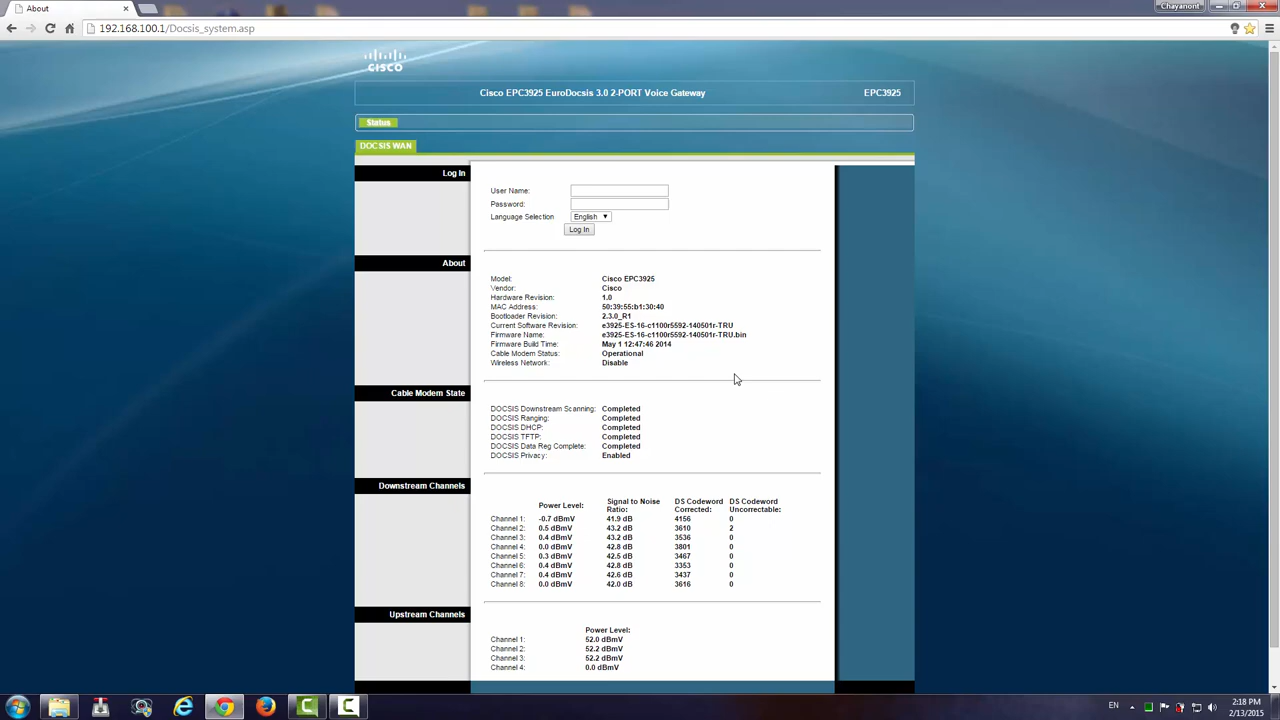 About
Chayanont
192.168.100.1/Docsis_system.asp
CISCO
Cisco EPC3925 EuroDocsis 3.0 2-PORT Voice Gateway EPC3925
Status
DOCSIS WAN
Log In
User Name:
Password:
Language Selection English
Log In
About
Model: Cisco EPC3925
Vendor: Cisco
Hardware Revision: 1.0
MAC Address: 50:39:55:b1:30:40
Bootloader Revision: 2.3.0_R1
Current Software Revision: e3925-ES-16-c1100r5592-140501r-TRU
Firmware Name: e3925-ES-16-c1100r5592-140501r-TRU.bin
Firmware Build Time: May 1 12:47:46 2014
Cable Modem Status: Operational
Wireless Network: Disable
Cable Modem State
DOCSIS Downstream Scanning: Completed
DOCSIS Ranging: Completed
DOCSIS DHCP: Completed
DOCSIS TFTP: Completed
DOCSIS Data Reg Complete: Completed
DOCSIS Privacy: Enabled
Downstream Channels
Power Level: Signal to Noise Ratio: DS Codeword Corrected: DS Codeword Uncorrectable:
Channel 1: -0.7 dBmV 41.9 dB 4156 0
Channel 2: 0.5 dBmV 43.2 dB 3610 2
Channel 3: 0.4 dBmV 43.2 dB 3536 0
Channel 4: 0.0 dBmV 42.8 dB 3801 0
Channel 5: 0.3 dBmV 42.5 dB 3467 0
Channel 6: 0.4 dBmV 42.8 dB 3353 0
Channel 7: 0.4 dBmV 42.6 dB 3437 0
Channel 8: 0.0 dBmV 42.0 dB 3616 0
Upstream Channels
Power Level:
Channel 1: 52.0 dBmV
Channel 2: 52.2 dBmV
Channel 3: 52.2 dBmV
Channel 4: 0.0 dBmV
EN
2:18 PM
2/13/2015